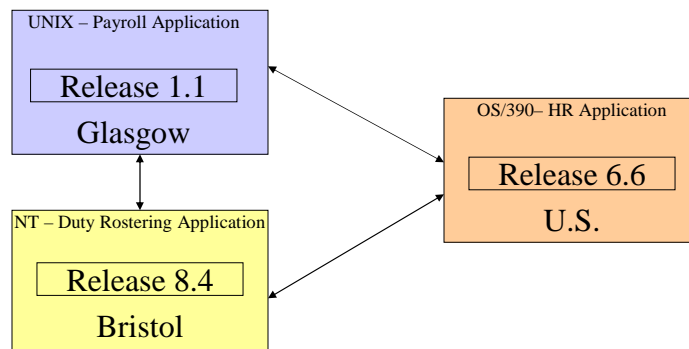 UNIX – Payroll Application
Release 1.1
Glasgow
OS/390– HR Application
Release 6.6
U.S.
NT – Duty Rostering Application
Release 8.4
Bristol